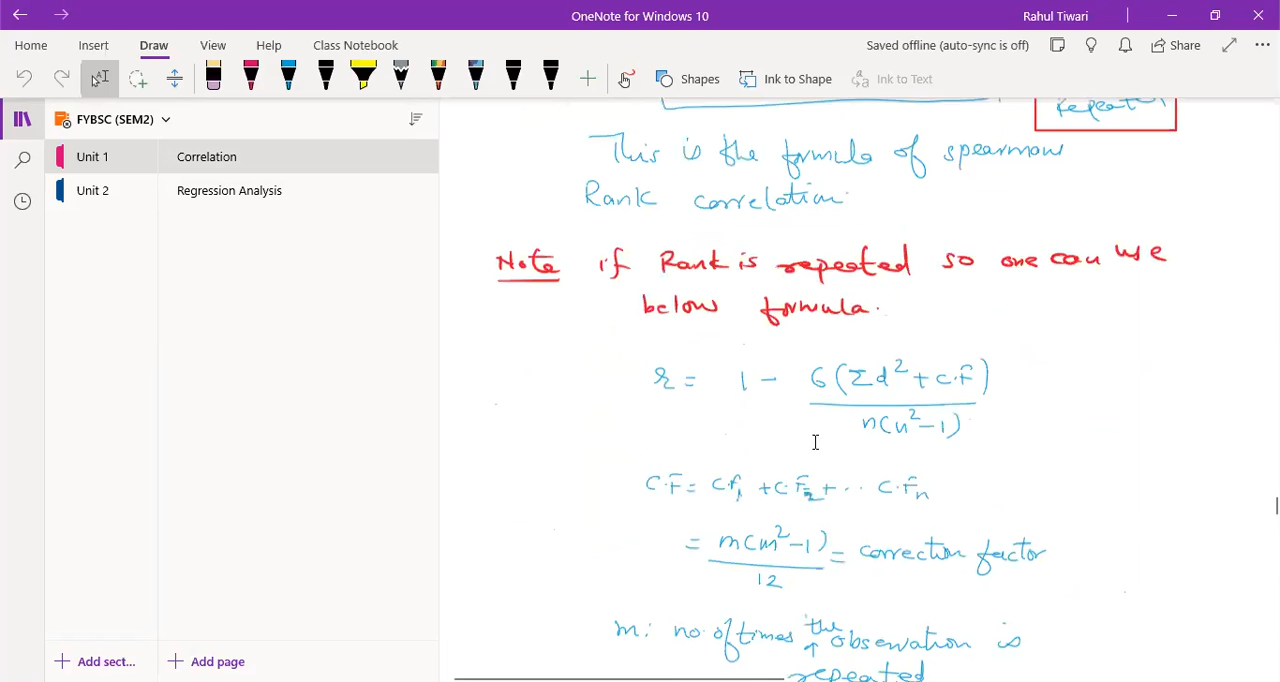 OneNote for Windows 10
Rahul Tiwari
Home Insert Draw View Help Class Notebook
Saved offline (auto-sync is off) Share
Shapes Ink to Shape Ink to Text
FYBSC (SEM2)
Unit 1 Correlation
Unit 2 Regression Analysis
repeat
This is the formula of spearman
Rank correlation.
Note if Rank is repeated so one can use
below formula.
r = 1 - 6(Σd²+C.F)
n(n²-1)
C.F = C.f₁ + C.F₂ + .. C.Fₙ
= m(m²-1) = correction factor
12
m: no. of times the observation is
repeated
Add sect... Add page